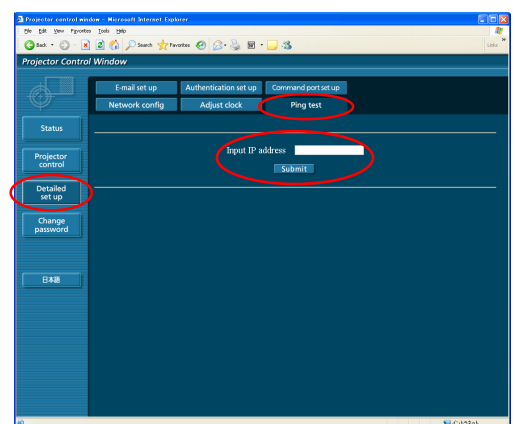 Projector control window - Microsoft Internet Explorer
File Edit View Favorites Tools Help
Back Search Favorites Links
Projector Control Window
E-mail set up Authentication set up Command port set up
Network config Adjust clock Ping test
Status
Projector
control
Detailed
set up
Change
password
日本語
Input IP address
Submit